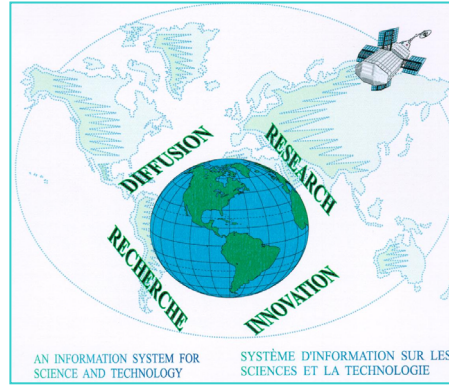 DIFFUSION
RESEARCH
RECHERCHE
INNOVATION
AN INFORMATION SYSTEM FOR
SCIENCE AND TECHNOLOGY
SYSTÈME D'INFORMATION SUR LES
SCIENCES ET LA TECHNOLOGIE